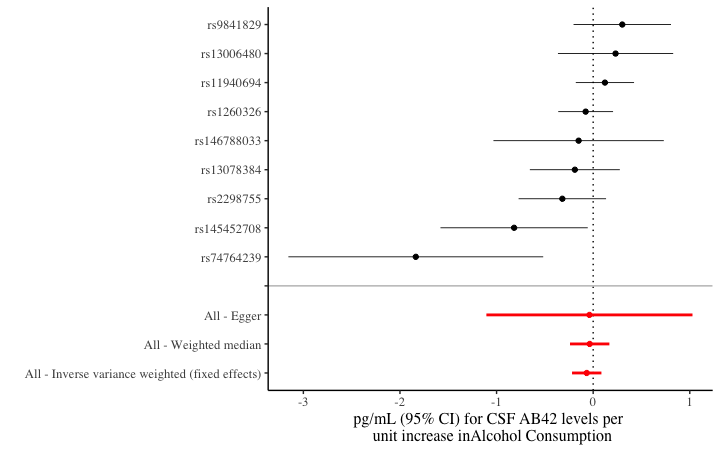 rs9841829
rs13006480
rs11940694
rs1260326
rs146788033
rs13078384
rs2298755
rs145452708
rs74764239
All - Egger
All - Weighted median
All - Inverse variance weighted (fixed effects)
-3 -2 -1 0 1
pg/mL (95% CI) for CSF AB42 levels per
unit increase inAlcohol Consumption